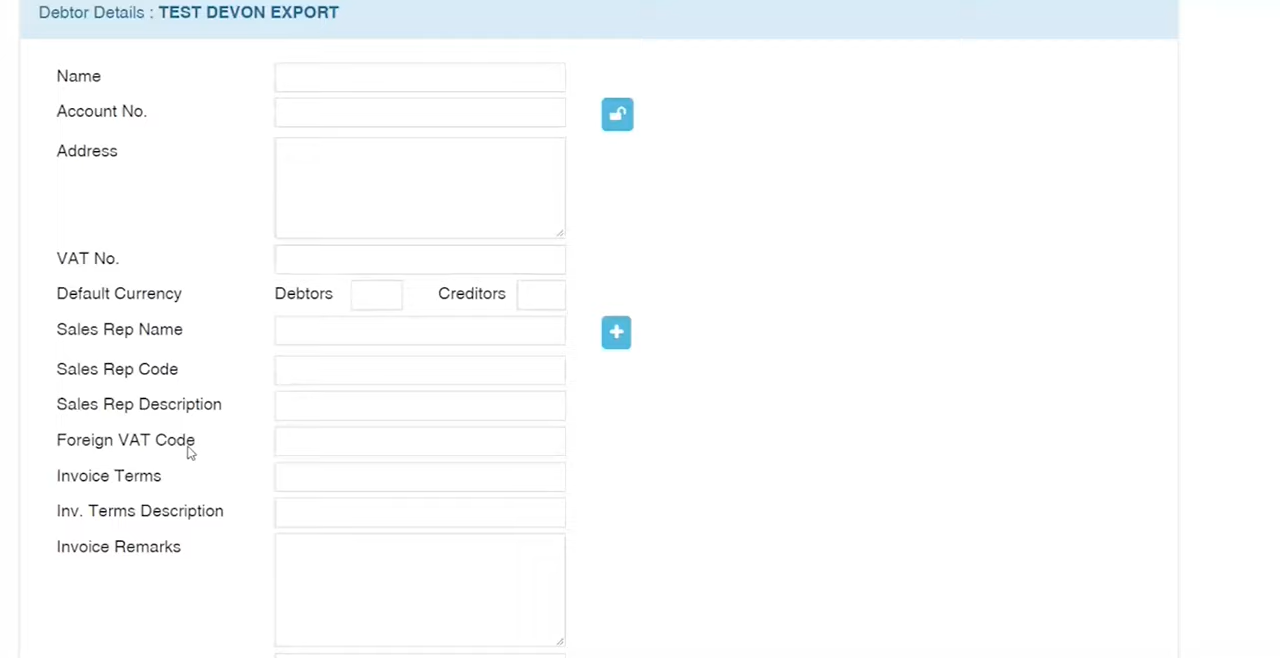 Debtor Details : TEST DEVON EXPORT
Name
Account No.
Address
VAT No.
Default Currency Debtors Creditors
Sales Rep Name
Sales Rep Code
Sales Rep Description
Foreign VAT Code
Invoice Terms
Inv. Terms Description
Invoice Remarks